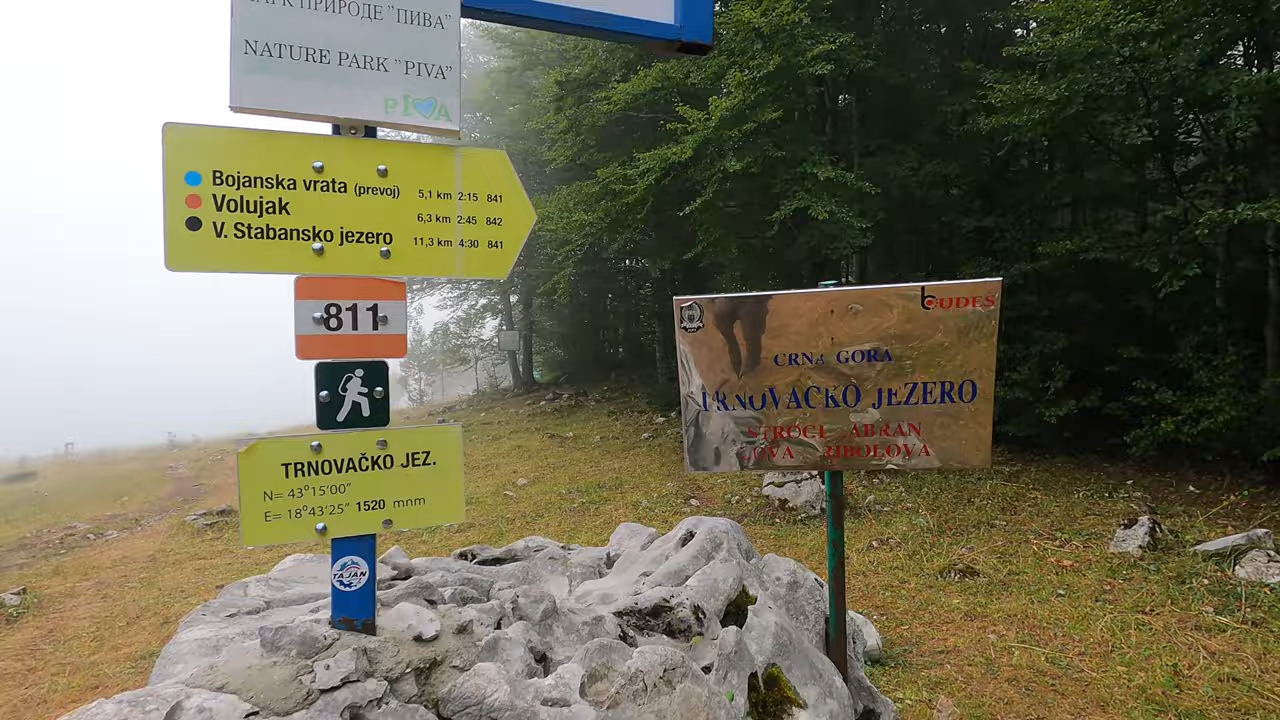 ПРИРОДЕ "ПИВА"
NATURE PARK "PIVA"
PIVA
Bojanska vrata (prevoj) 5,1 km 2:15 841
Volujak 6,3 km 2:45 842
V. Stabansko jezero 11,3 km 4:30 841
811
TRNOVAČKO JEZ.
N= 43°15'00"
E= 18°43'25" 1520 mnm
TAJAN
CRNA GORA
TRNOVAČKO JEZERO